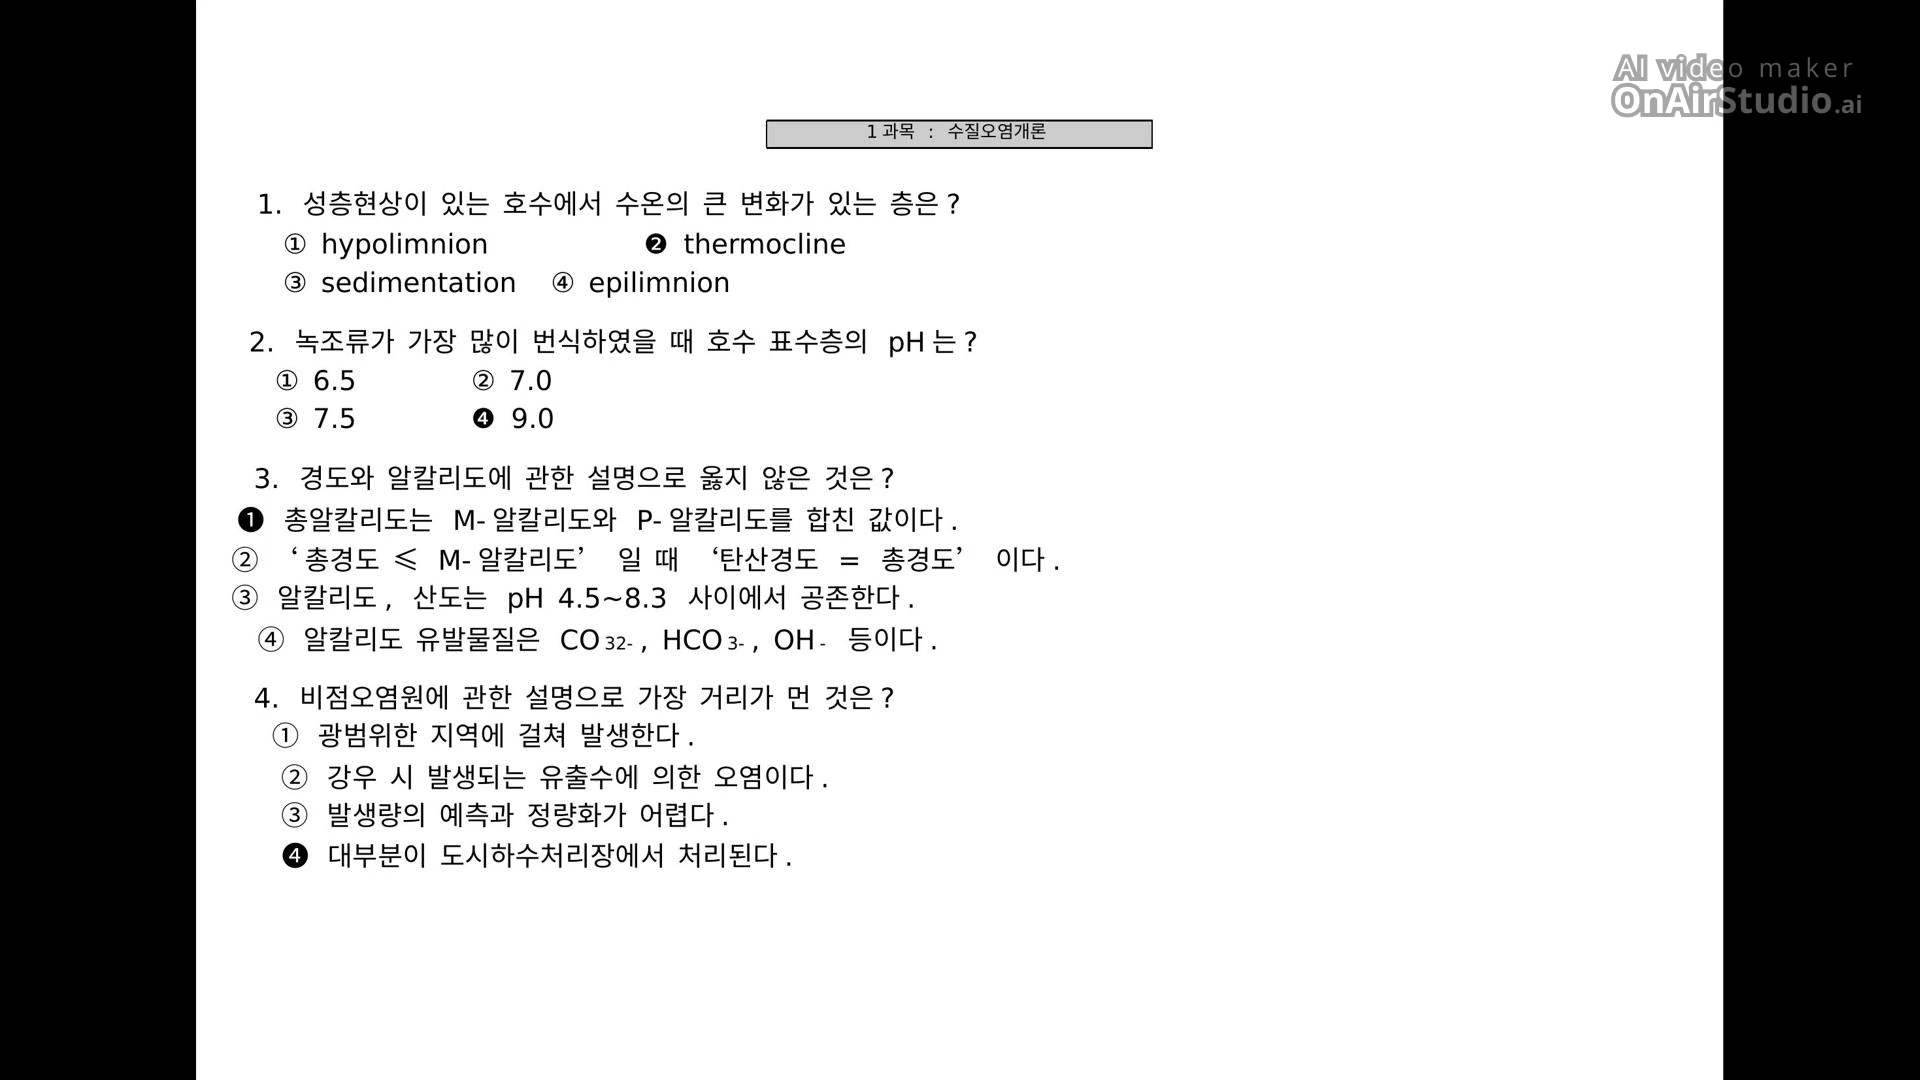 AI video maker
OnAirStudio.ai
1과목 : 수질오염개론
1. 성층현상이 있는 호수에서 수온의 큰 변화가 있는 층은?
① hypolimnion ❷ thermocline
③ sedimentation ④ epilimnion
2. 녹조류가 가장 많이 번식하였을 때 호수 표수층의 pH는?
① 6.5 ② 7.0
③ 7.5 ❹ 9.0
3. 경도와 알칼리도에 관한 설명으로 옳지 않은 것은?
❶ 총알칼리도는 M-알칼리도와 P-알칼리도를 합친 값이다.
② ‘총경도 ≤ M-알칼리도’ 일 때 ‘탄산경도 = 총경도’ 이다.
③ 알칼리도, 산도는 pH 4.5~8.3 사이에서 공존한다.
④ 알칼리도 유발물질은 CO32-, HCO3-, OH- 등이다.
4. 비점오염원에 관한 설명으로 가장 거리가 먼 것은?
① 광범위한 지역에 걸쳐 발생한다.
② 강우 시 발생되는 유출수에 의한 오염이다.
③ 발생량의 예측과 정량화가 어렵다.
❹ 대부분이 도시하수처리장에서 처리된다.